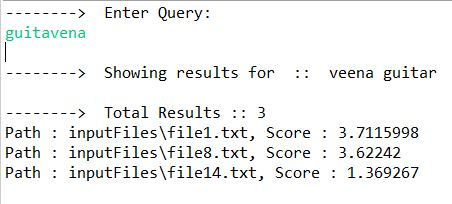 --------> Enter Query:
guitavena
--------> Showing results for :: veena guitar
--------> Total Results :: 3
Path : inputFiles\file1.txt, Score : 3.7115998
Path : inputFiles\file8.txt, Score : 3.62242
Path : inputFiles\file14.txt, Score : 1.369267